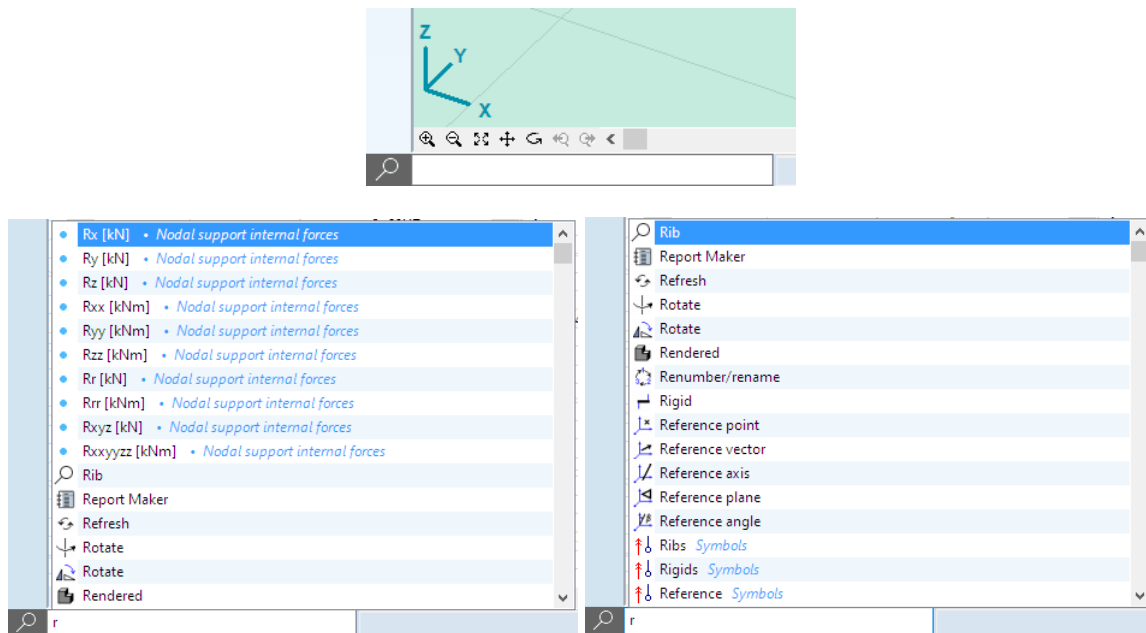 Z
Y
X
Rx [kN] • Nodal support internal forces
Ry [kN] • Nodal support internal forces
Rz [kN] • Nodal support internal forces
Rxx [kNm] • Nodal support internal forces
Ryy [kNm] • Nodal support internal forces
Rzz [kNm] • Nodal support internal forces
Rr [kN] • Nodal support internal forces
Rrr [kNm] • Nodal support internal forces
Rxyz [kN] • Nodal support internal forces
Rxxyyzz [kNm] • Nodal support internal forces
Rib
Report Maker
Refresh
Rotate
Rotate
Rendered
r
Rib
Report Maker
Refresh
Rotate
Rotate
Rendered
Renumber/rename
Rigid
Reference point
Reference vector
Reference axis
Reference plane
Reference angle
Ribs Symbols
Rigids Symbols
Reference Symbols
r